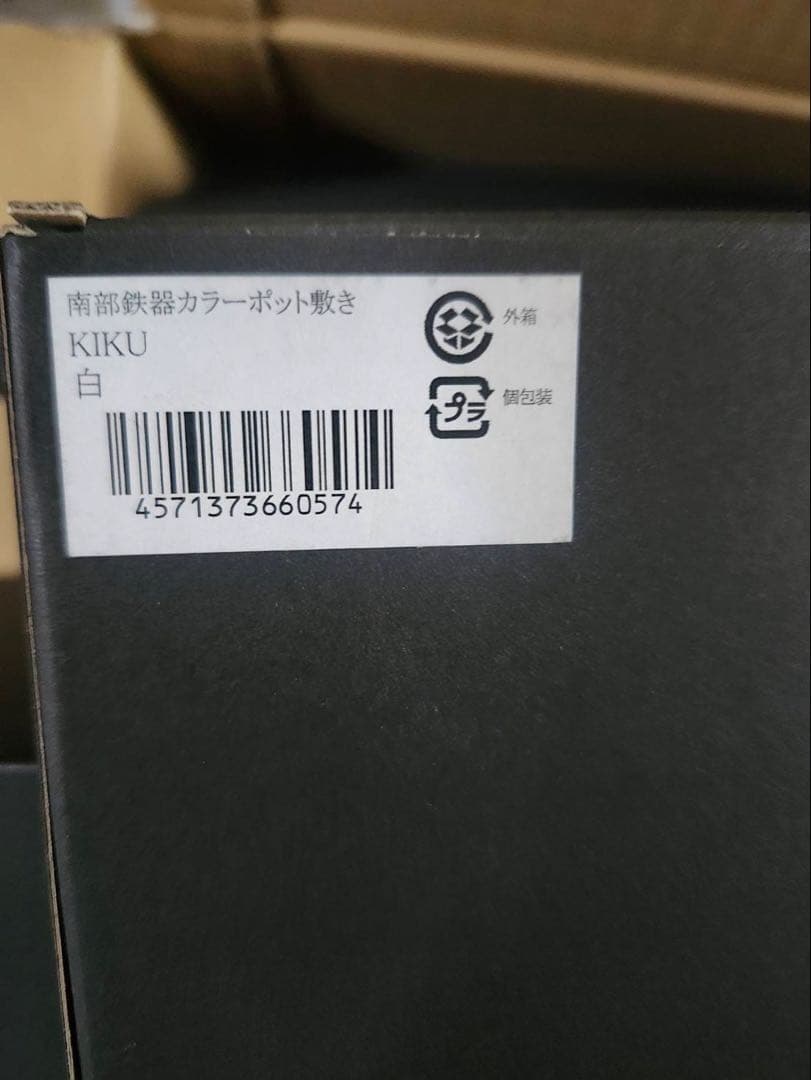 南部鉄器カラーポット敷き
KIKU
白
4571373660574
外箱
プラ
個包装